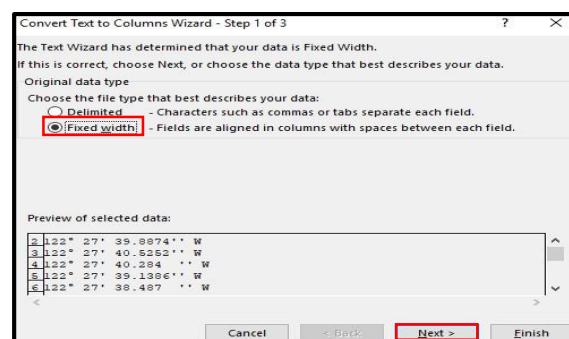 Convert Text to Columns Wizard - Step 1 of 3 ? ×
The Text Wizard has determined that your data is Fixed Width.
If this is correct, choose Next, or choose the data type that best describes your data.
Original data type
Choose the file type that best describes your data:
Delimited - Characters such as commas or tabs separate each field.
Fixed width - Fields are aligned in columns with spaces between each field.
Preview of selected data:
2 122° 27' 39.8874'' W
3 122° 27' 40.5252'' W
4 122° 27' 40.284 '' W
5 122° 27' 39.1386'' W
6 122° 27' 38.487 '' W
Cancel < Back Next > Finish